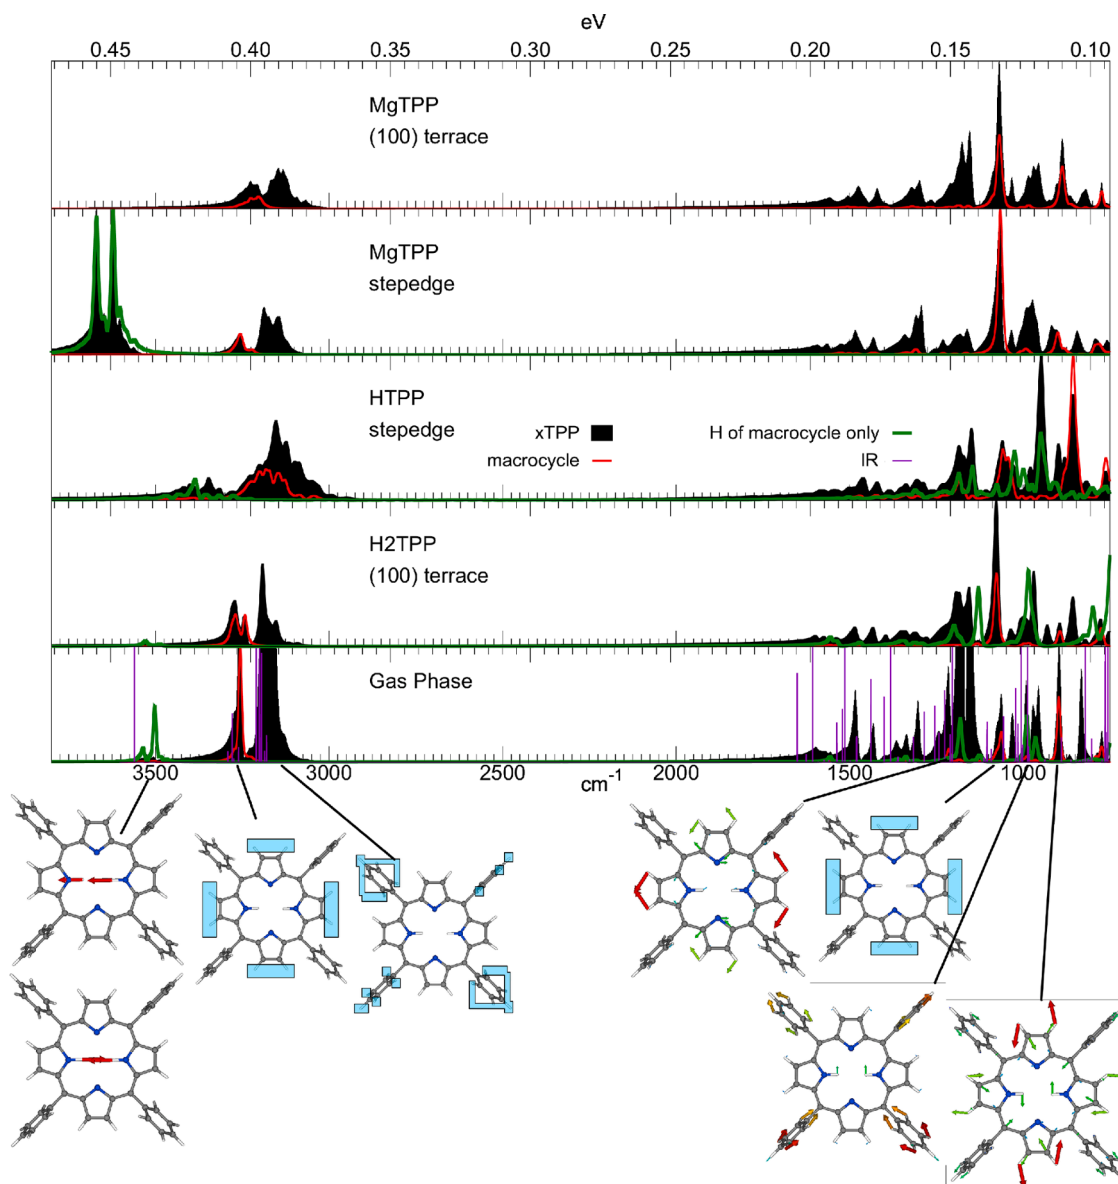 eV
0.45 0.40 0.35 0.30 0.25 0.20 0.15 0.10
MgTPP
(100) terrace
MgTPP
stepedge
HTPP
stepedge
xTPP
macrocycle
H of macrocycle only
IR
H2TPP
(100) terrace
Gas Phase
3500 3000 2500 2000 1500 1000
cm-1